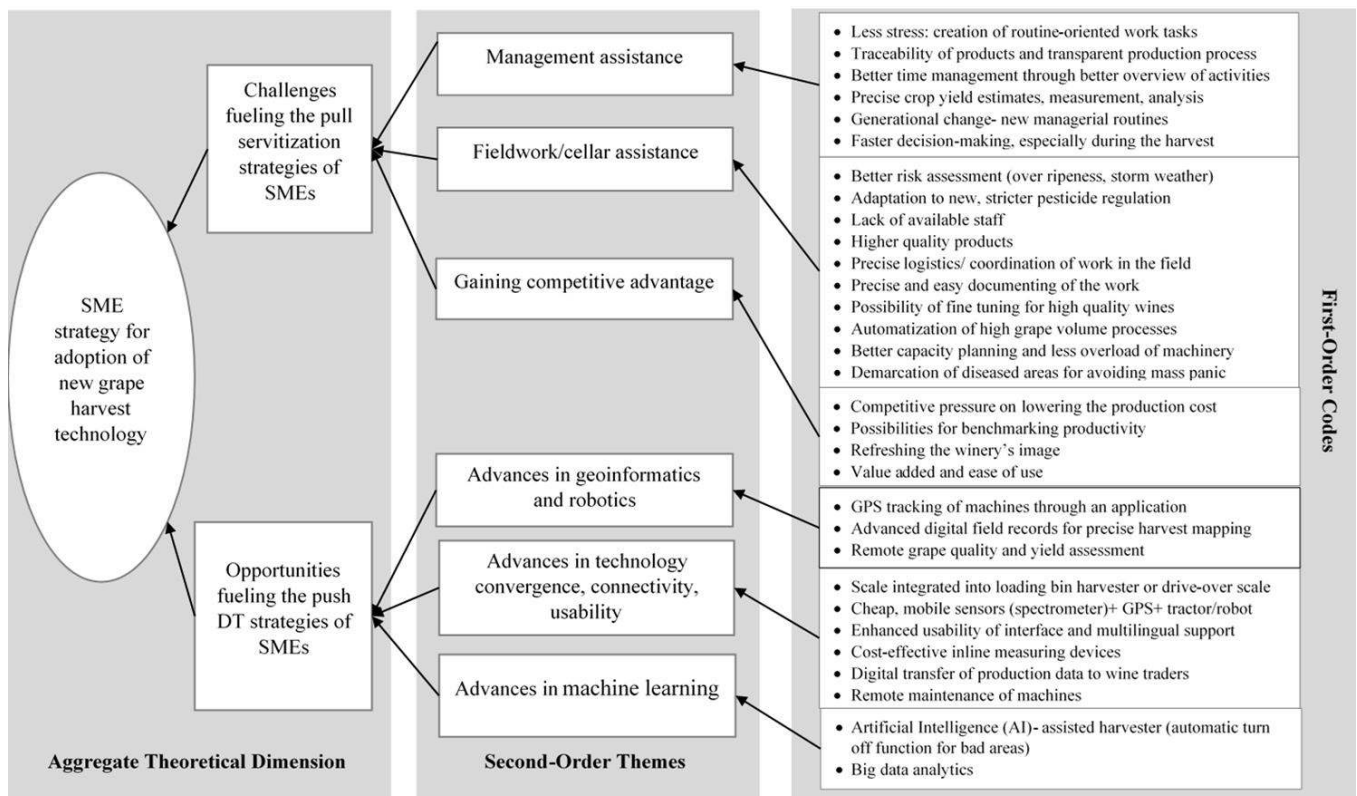 SME
strategy for
adoption of
new grape
harvest
technology
Challenges
fueling the pull
servitization
strategies of
SMEs
Opportunities
fueling the push
DT strategies of
SMEs
Aggregate Theoretical Dimension
Management assistance
Fieldwork/cellar assistance
Gaining competitive advantage
Advances in geoinformatics
and robotics
Advances in technology
convergence, connectivity,
usability
Advances in machine learning
Second-Order Themes
• Less stress: creation of routine-oriented work tasks
• Traceability of products and transparent production process
• Better time management through better overview of activities
• Precise crop yield estimates, measurement, analysis
• Generational change- new managerial routines
• Faster decision-making, especially during the harvest
• Better risk assessment (over ripeness, storm weather)
• Adaptation to new, stricter pesticide regulation
• Lack of available staff
• Higher quality products
• Precise logistics/ coordination of work in the field
• Precise and easy documenting of the work
• Possibility of fine tuning for high quality wines
• Automatization of high grape volume processes
• Better capacity planning and less overload of machinery
• Demarcation of diseased areas for avoiding mass panic
• Competitive pressure on lowering the production cost
• Possibilities for benchmarking productivity
• Refreshing the winery's image
• Value added and ease of use
• GPS tracking of machines through an application
• Advanced digital field records for precise harvest mapping
• Remote grape quality and yield assessment
• Scale integrated into loading bin harvester or drive-over scale
• Cheap, mobile sensors (spectrometer)+ GPS+ tractor/robot
• Enhanced usability of interface and multilingual support
• Cost-effective inline measuring devices
• Digital transfer of production data to wine traders
• Remote maintenance of machines
• Artificial Intelligence (AI)- assisted harvester (automatic turn
off function for bad areas)
• Big data analytics
First-Order Codes